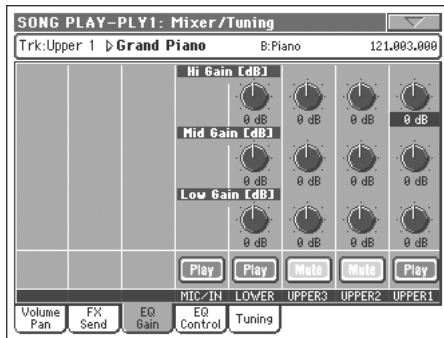 SONG PLAY-PLY1: Mixer/Tuning
Trk:Upper 1 ▷Grand Piano B:Piano 121.003.000
Hi Gain [dB]
0 dB 0 dB 0 dB 0 dB
Mid Gain [dB]
0 dB 0 dB 0 dB 0 dB
Low Gain [dB]
0 dB 0 dB 0 dB 0 dB
Play Play Mute Mute Play
MIC/IN LOWER UPPER3 UPPER2 UPPER1
Volume Pan FX Send EQ Gain EQ Control Tuning